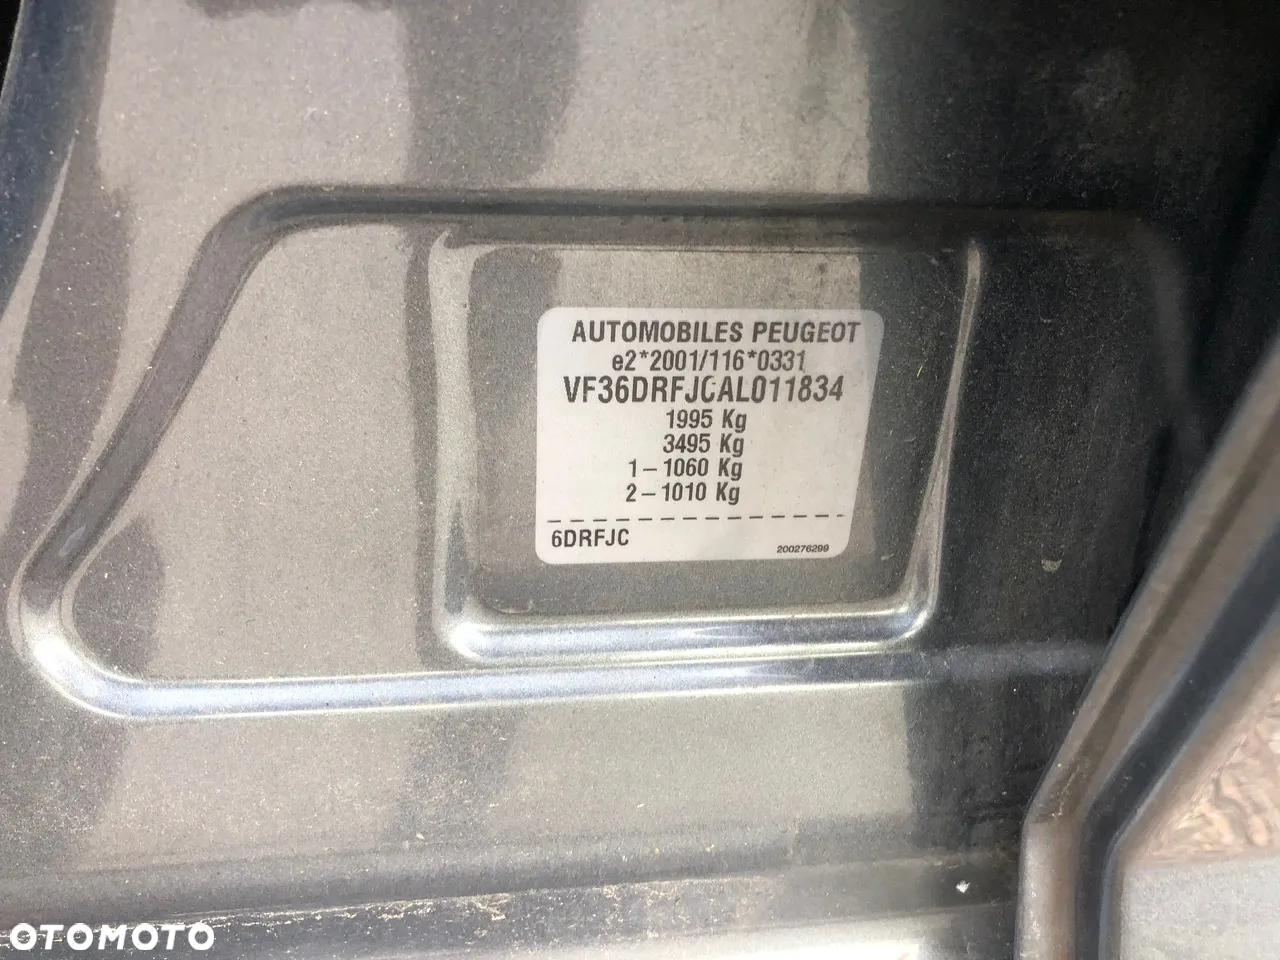 AUTOMOBILES PEUGEOT
e2*2001/116*0331
VF36DRFJCAL011834
1995 Kg
3495 Kg
1-1060 Kg
2-1010 Kg
6DRFJC
200276299
OTOMOTO